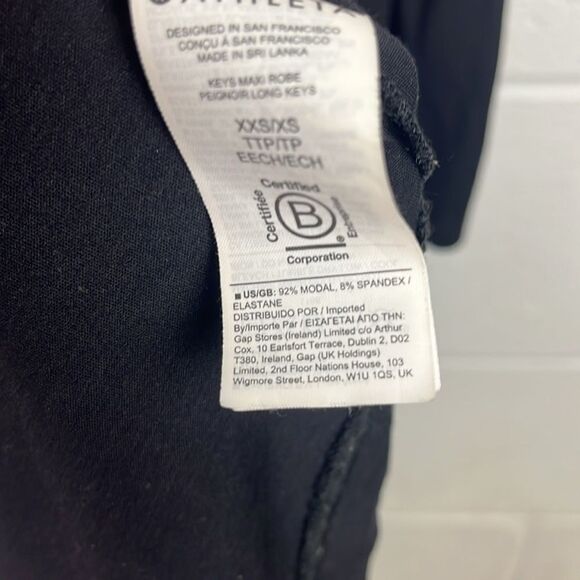 ATHLETA
DESIGNED IN SAN FRANCISCO
CONÇU À SAN FRANCISCO
MADE IN SRI LANKA
KEYS MAXI ROBE
PEIGNOIR LONG KEYS
XXS/XS
TTP/TP
EECH/ECH
Certified
Certifiée
B
Entreprise
®
Corporation
■ US/GB: 92% MODAL, 8% SPANDEX /
ELASTANE
DISTRIBUIDO POR / Imported
By/Importe Par / ΕΙΣΑΓΕΤΑΙ ΑΠΟ ΤΗΝ:
Gap Stores (Ireland) Limited c/o Arthur
Cox, 10 Earlsfort Terrace, Dublin 2, D02
T380, Ireland, Gap (UK Holdings)
Limited, 2nd Floor Nations House, 103
Wigmore Street, London, W1U 1QS, UK